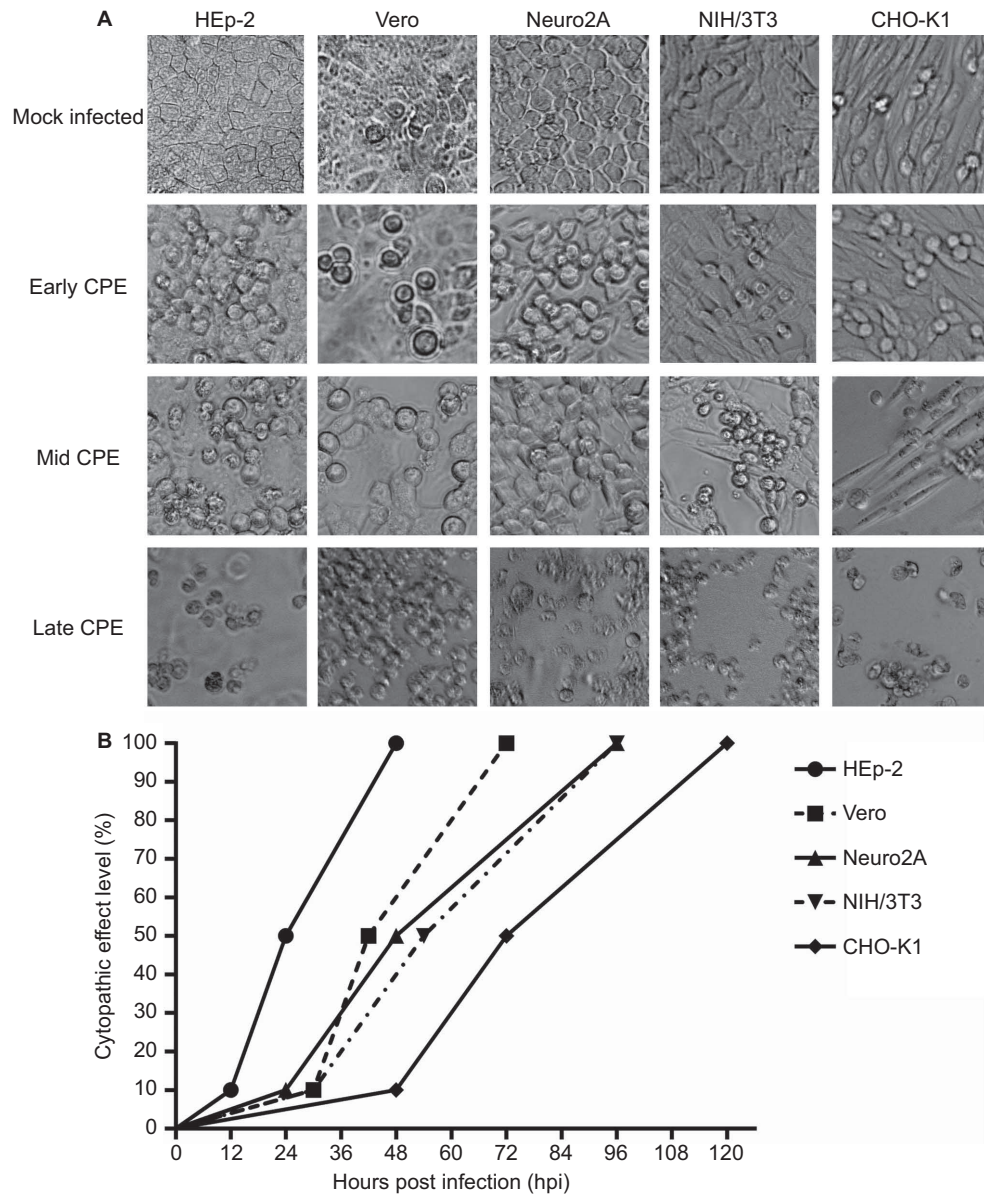 A HEp-2 Vero Neuro2A NIH/3T3 CHO-K1
Mock infected
Early CPE
Mid CPE
Late CPE
B
Cytopathic effect level (%)
100
90
80
70
60
50
40
30
20
10
0
0 12 24 36 48 60 72 84 96 108 120
Hours post infection (hpi)
HEp-2
Vero
Neuro2A
NIH/3T3
CHO-K1